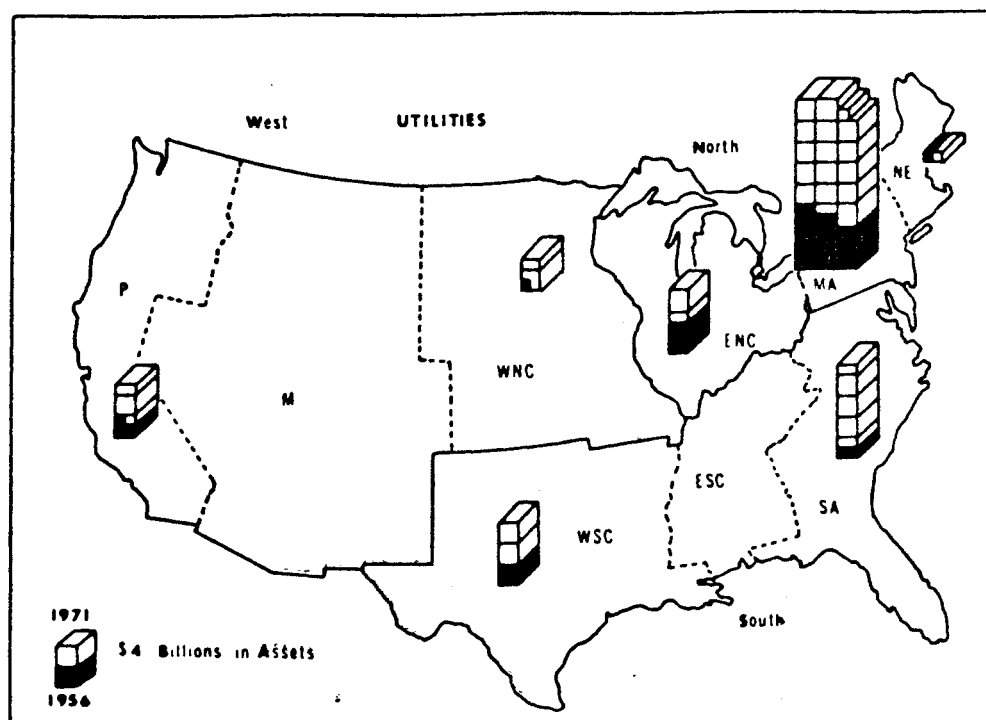 West UTILITIES
North
NE
P
MA
ENC
WNC
M
ESC
SA
WSC
South
1971
$4 Billions in Assets
1956